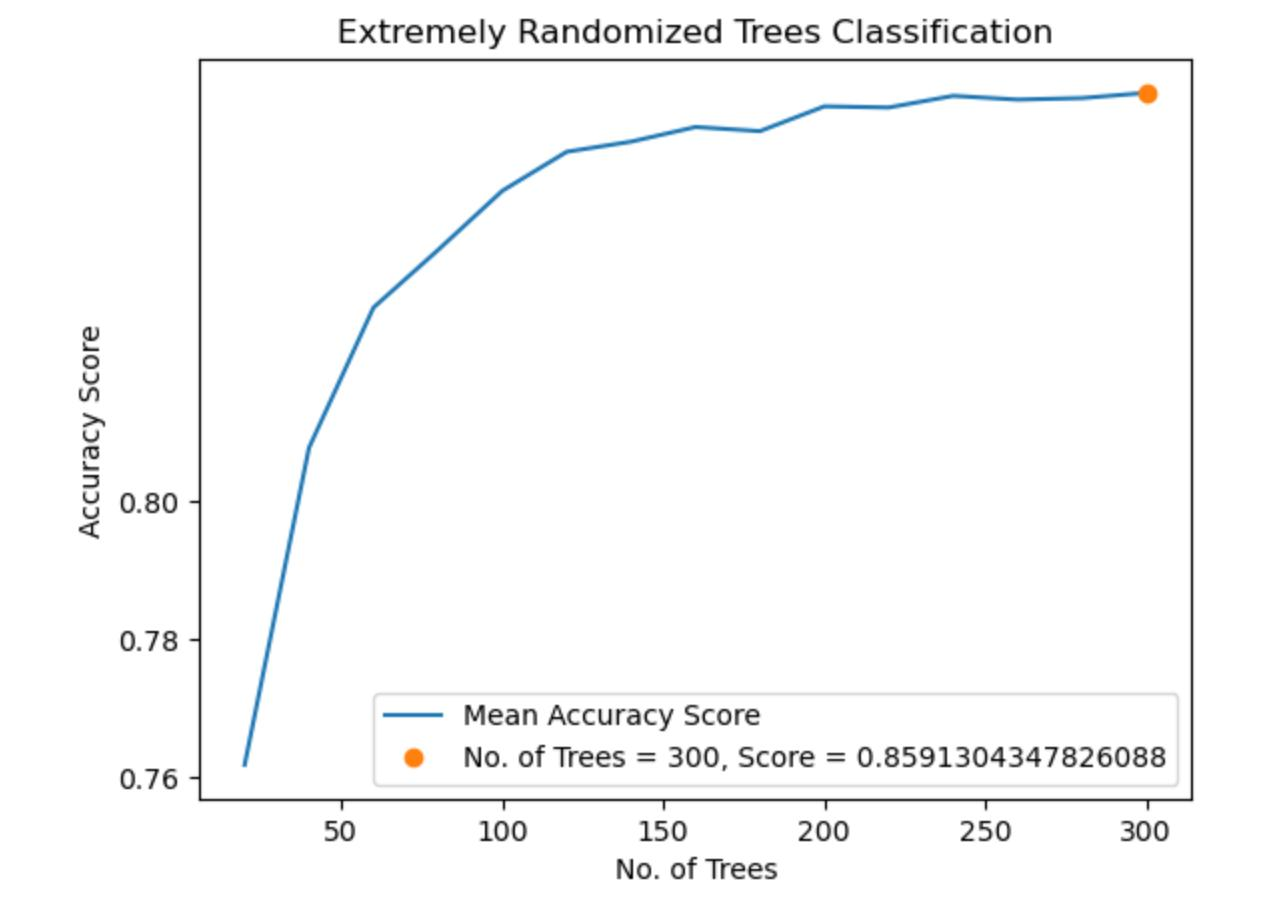 Extremely Randomized Trees Classification
Accuracy Score
0.80
0.78
0.76
Mean Accuracy Score
No. of Trees = 300, Score = 0.8591304347826088
50 100 150 200 250 300
No. of Trees